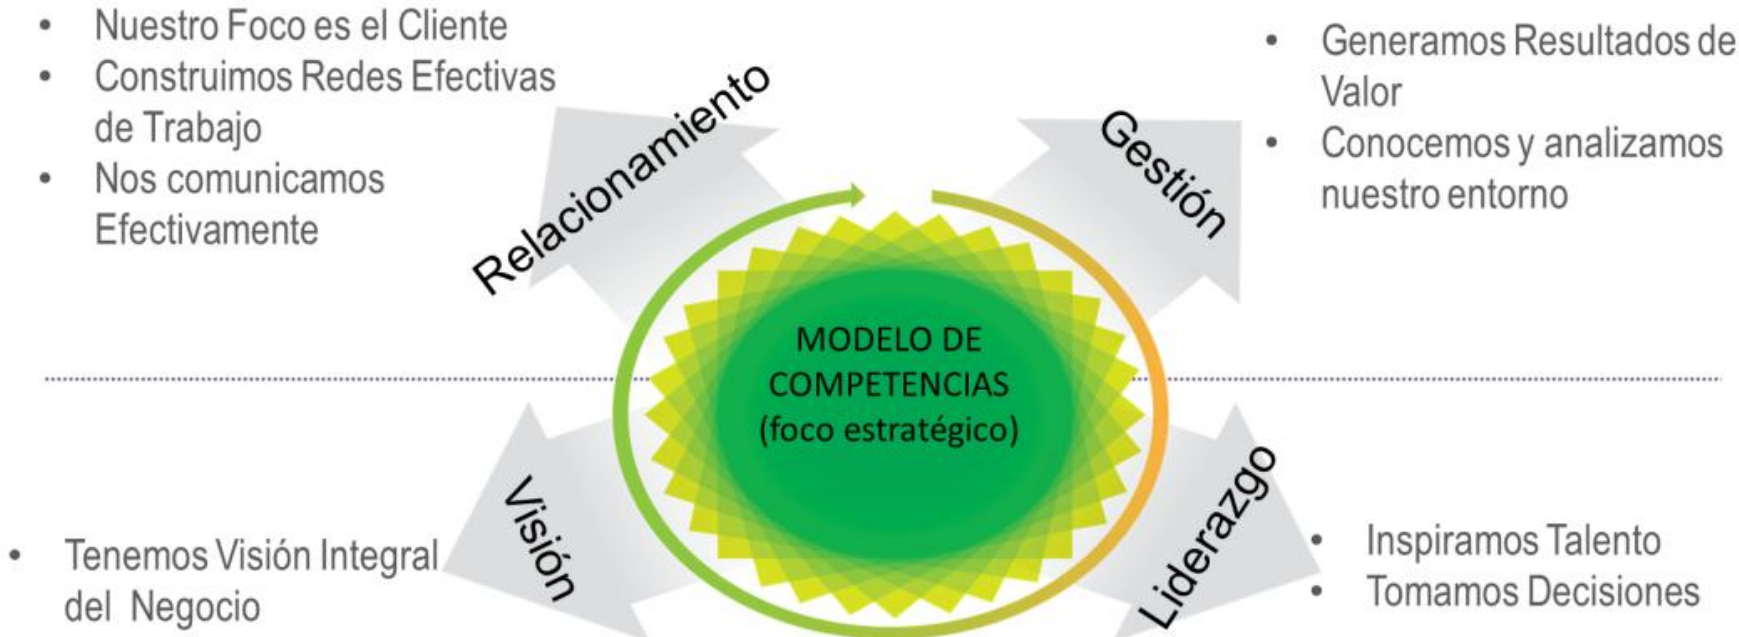 • Nuestro Foco es el Cliente
• Construimos Redes Efectivas
de Trabajo
• Nos comunicamos
Efectivamente
Relacionamiento
Gestión
• Generamos Resultados de
Valor
• Conocemos y analizamos
nuestro entorno
MODELO DE
COMPETENCIAS
(foco estratégico)
Visión
• Tenemos Visión Integral
del Negocio
Liderazgo
• Inspiramos Talento
• Tomamos Decisiones